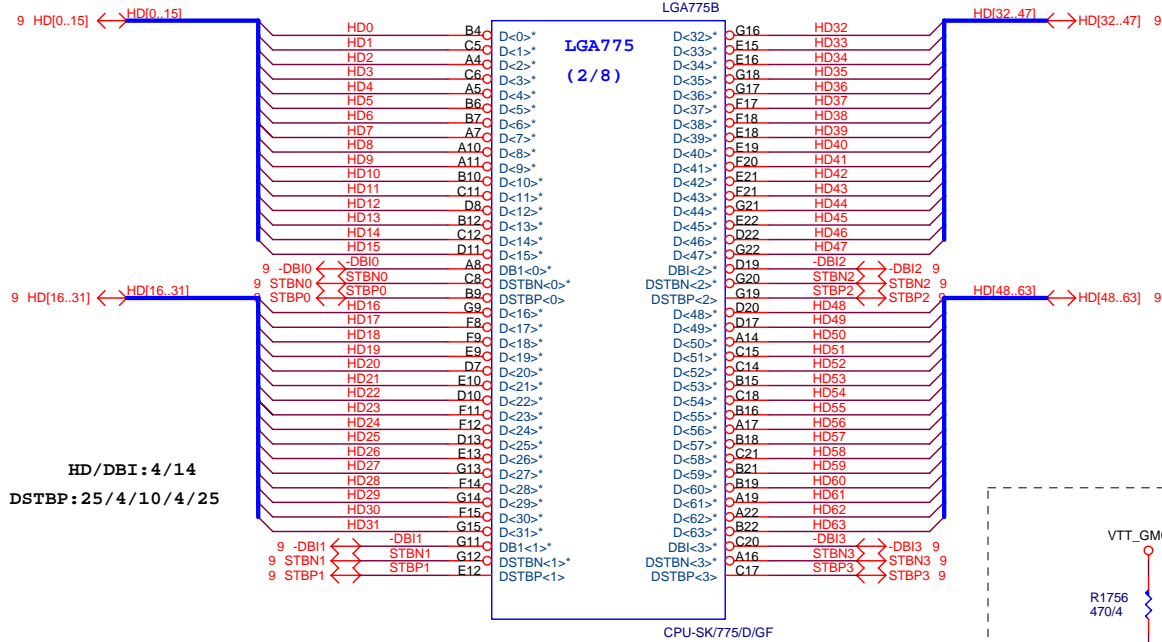 LGA775B
9 HD[0..15] HD[0..15] HD[32..47] HD[32..47] 9
LGA775
(2/8)
HD0 B4 D<0>* D<32>* G16 HD32
HD1 C5 D<1>* D<33>* E15 HD33
HD2 A4 D<2>* D<34>* E16 HD34
HD3 C6 D<3>* D<35>* G18 HD35
HD4 A5 D<4>* D<36>* G17 HD36
HD5 B6 D<5>* D<37>* F17 HD37
HD6 B7 D<6>* D<38>* F18 HD38
HD7 A7 D<7>* D<39>* E18 HD39
HD8 A10 D<8>* D<40>* E19 HD40
HD9 A11 D<9>* D<41>* F20 HD41
HD10 B10 D<10>* D<42>* E21 HD42
HD11 C11 D<11>* D<43>* F21 HD43
HD12 D8 D<12>* D<44>* G21 HD44
HD13 B12 D<13>* D<45>* E22 HD45
HD14 C12 D<14>* D<46>* D22 HD46
HD15 D11 D<15>* D<47>* G22 HD47
9 -DBI0 -DBI0 A8 DB1<0>* DBI<2>* D19 -DBI2 -DBI2 9
9 STBN0 STBN0 C8 DSTBN<0>* DSTBN<2>* G20 STBN2 STBN2 9
9 STBP0 STBP0 B9 DSTBP<0> DSTBP<2> G19 STBP2 STBP2 9
9 HD[16..31] HD[16..31] HD[48..63] HD[48..63] 9
HD16 G9 D<16>* D<48>* D20 HD48
HD17 F8 D<17>* D<49>* D17 HD49
HD18 F9 D<18>* D<50>* A14 HD50
HD19 E9 D<19>* D<51>* C15 HD51
HD20 D7 D<20>* D<52>* C14 HD52
HD21 E10 D<21>* D<53>* B15 HD53
HD22 D10 D<22>* D<54>* C18 HD54
HD23 F11 D<23>* D<55>* B16 HD55
HD24 F12 D<24>* D<56>* A17 HD56
HD25 D13 D<25>* D<57>* B18 HD57
HD26 E13 D<26>* D<58>* C21 HD58
HD27 G13 D<27>* D<59>* B21 HD59
HD28 F14 D<28>* D<60>* B19 HD60
HD29 G14 D<29>* D<61>* A19 HD61
HD30 F15 D<30>* D<62>* A22 HD62
HD31 G15 D<31>* D<63>* B22 HD63
9 -DBI1 -DBI1 G11 DB1<1>* DBI<3>* C20 -DBI3 -DBI3 9
9 STBN1 STBN1 G12 DSTBN<1>* DSTBN<3>* A16 STBN3 STBN3 9
9 STBP1 STBP1 E12 DSTBP<1> DSTBP<3> C17 STBP3 STBP3 9
HD/DBI:4/14
DSTBP:25/4/10/4/25
CPU-SK/775/D/GF
R1756
470/4